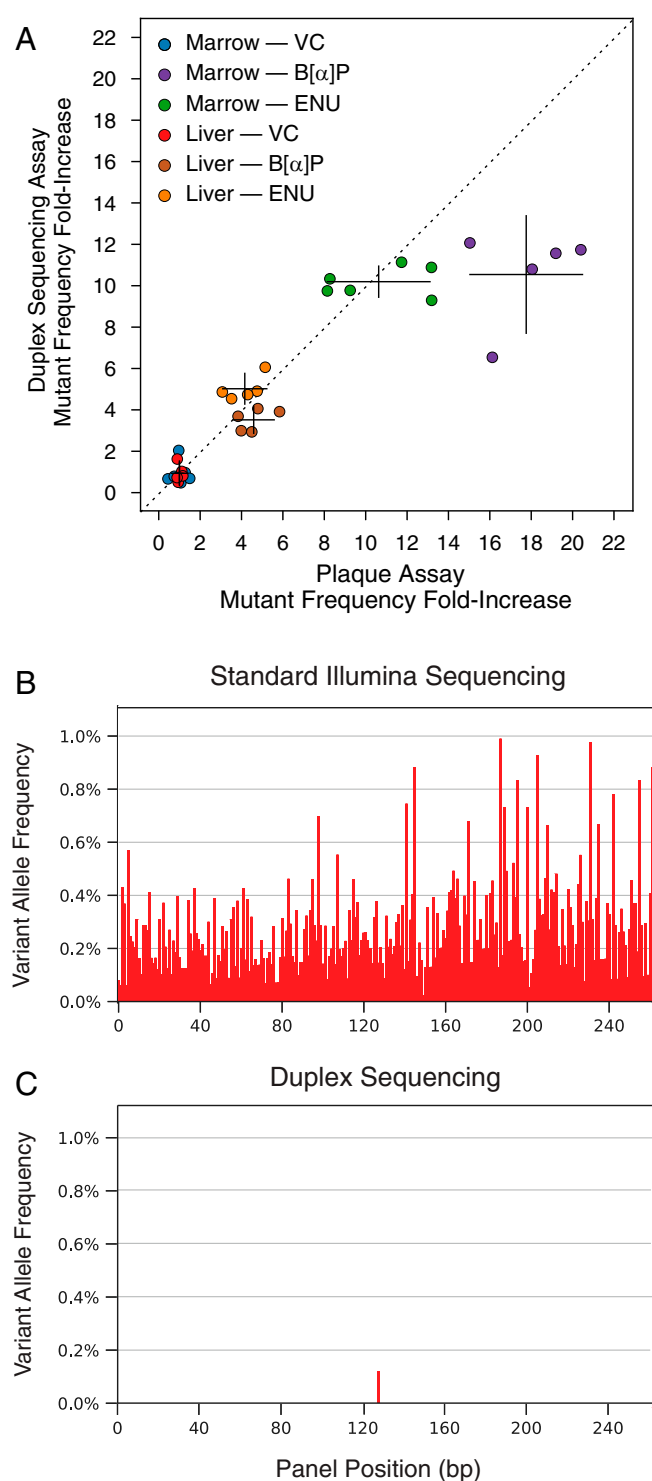 A
Marrow — VC
Marrow — B[α]P
Marrow — ENU
Liver — VC
Liver — B[α]P
Liver — ENU
Duplex Sequencing Assay
Mutant Frequency Fold-Increase
22
20
18
16
14
12
10
8
6
4
2
0
0 2 4 6 8 10 12 14 16 18 20 22
Plaque Assay
Mutant Frequency Fold-Increase
B
Standard Illumina Sequencing
Variant Allele Frequency
1.0%
0.8%
0.6%
0.4%
0.2%
0.0%
0 40 80 120 160 200 240
C
Duplex Sequencing
Variant Allele Frequency
1.0%
0.8%
0.6%
0.4%
0.2%
0.0%
0 40 80 120 160 200 240
Panel Position (bp)